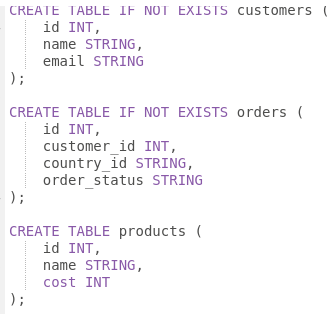 CREATE TABLE IF NOT EXISTS customers (
id INT,
name STRING,
email STRING
);
CREATE TABLE IF NOT EXISTS orders (
id INT,
customer_id INT,
country_id STRING,
order_status STRING
);
CREATE TABLE products (
id INT,
name STRING,
cost INT
);